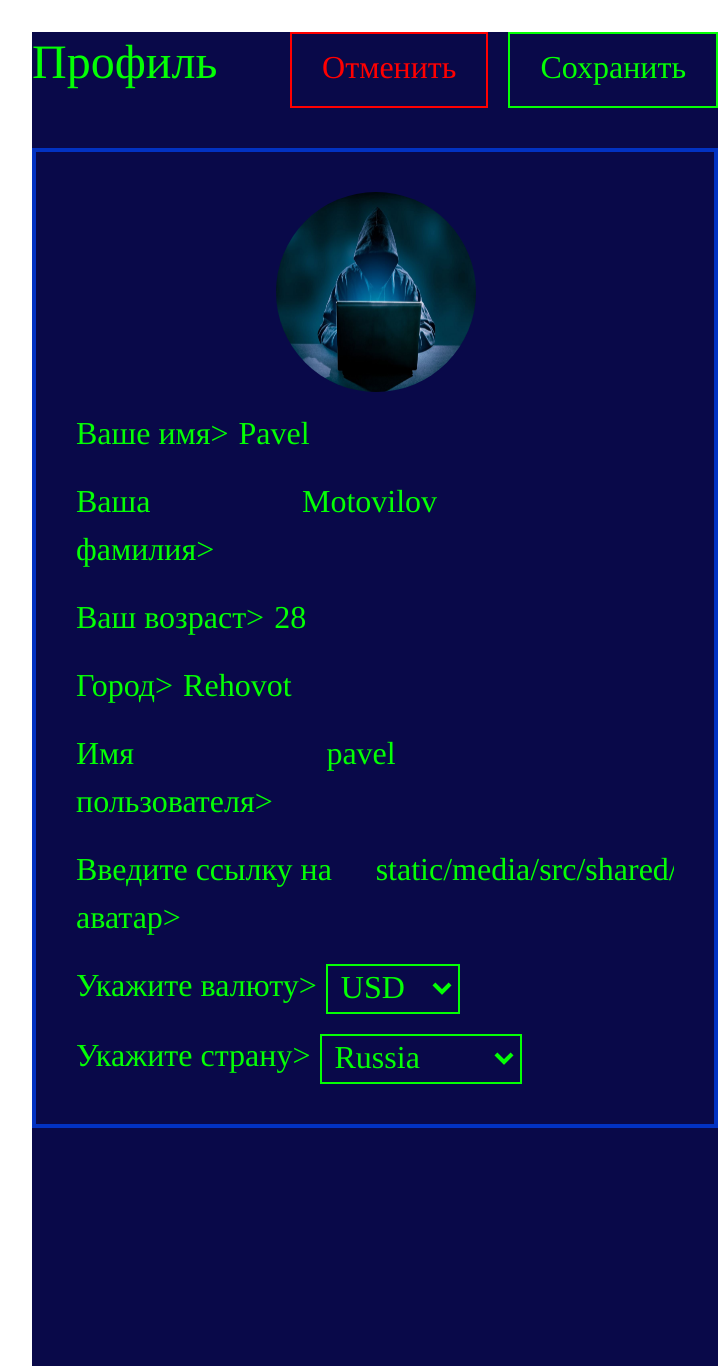 Профиль Отменить Сохранить
Ваше имя> Pavel
Ваша Motovilov
фамилия>
Ваш возраст> 28
Город> Rehovot
Имя pavel
пользователя>
Введите ссылку на static/media/src/shared/
аватар>
Укажите валюту> USD
Укажите страну> Russia